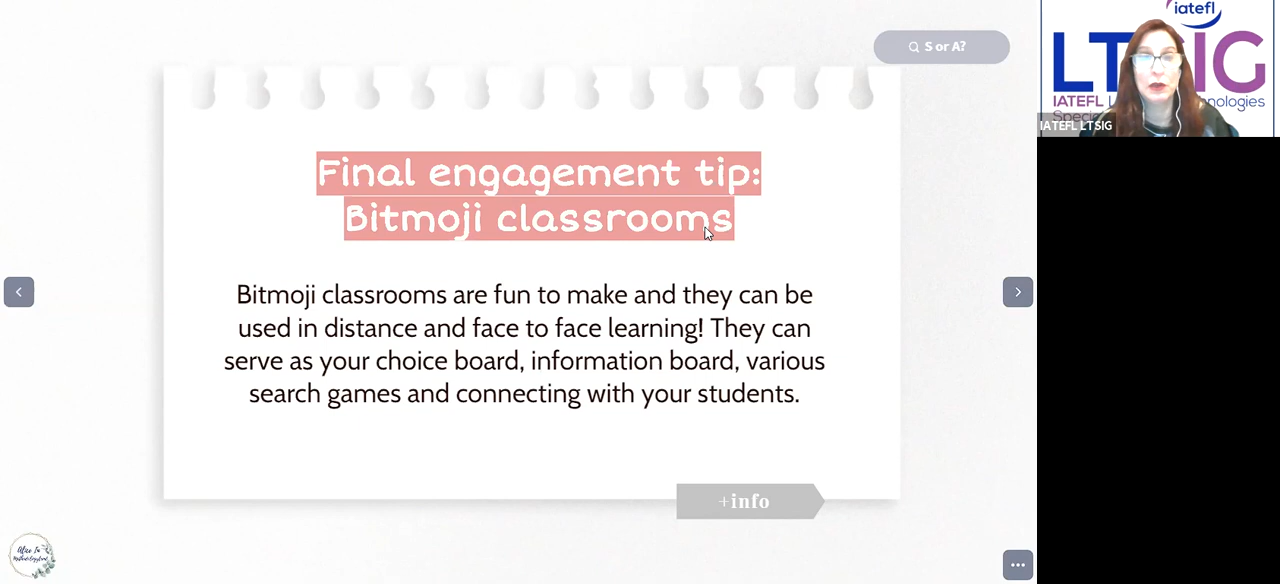 S or A?
Final engagement tip:
Bitmoji classrooms
Bitmoji classrooms are fun to make and they can be
used in distance and face to face learning! They can
serve as your choice board, information board, various
search games and connecting with your students.
+info
iatefl
LTSIG
IATEFL
IATEFL LTSIG